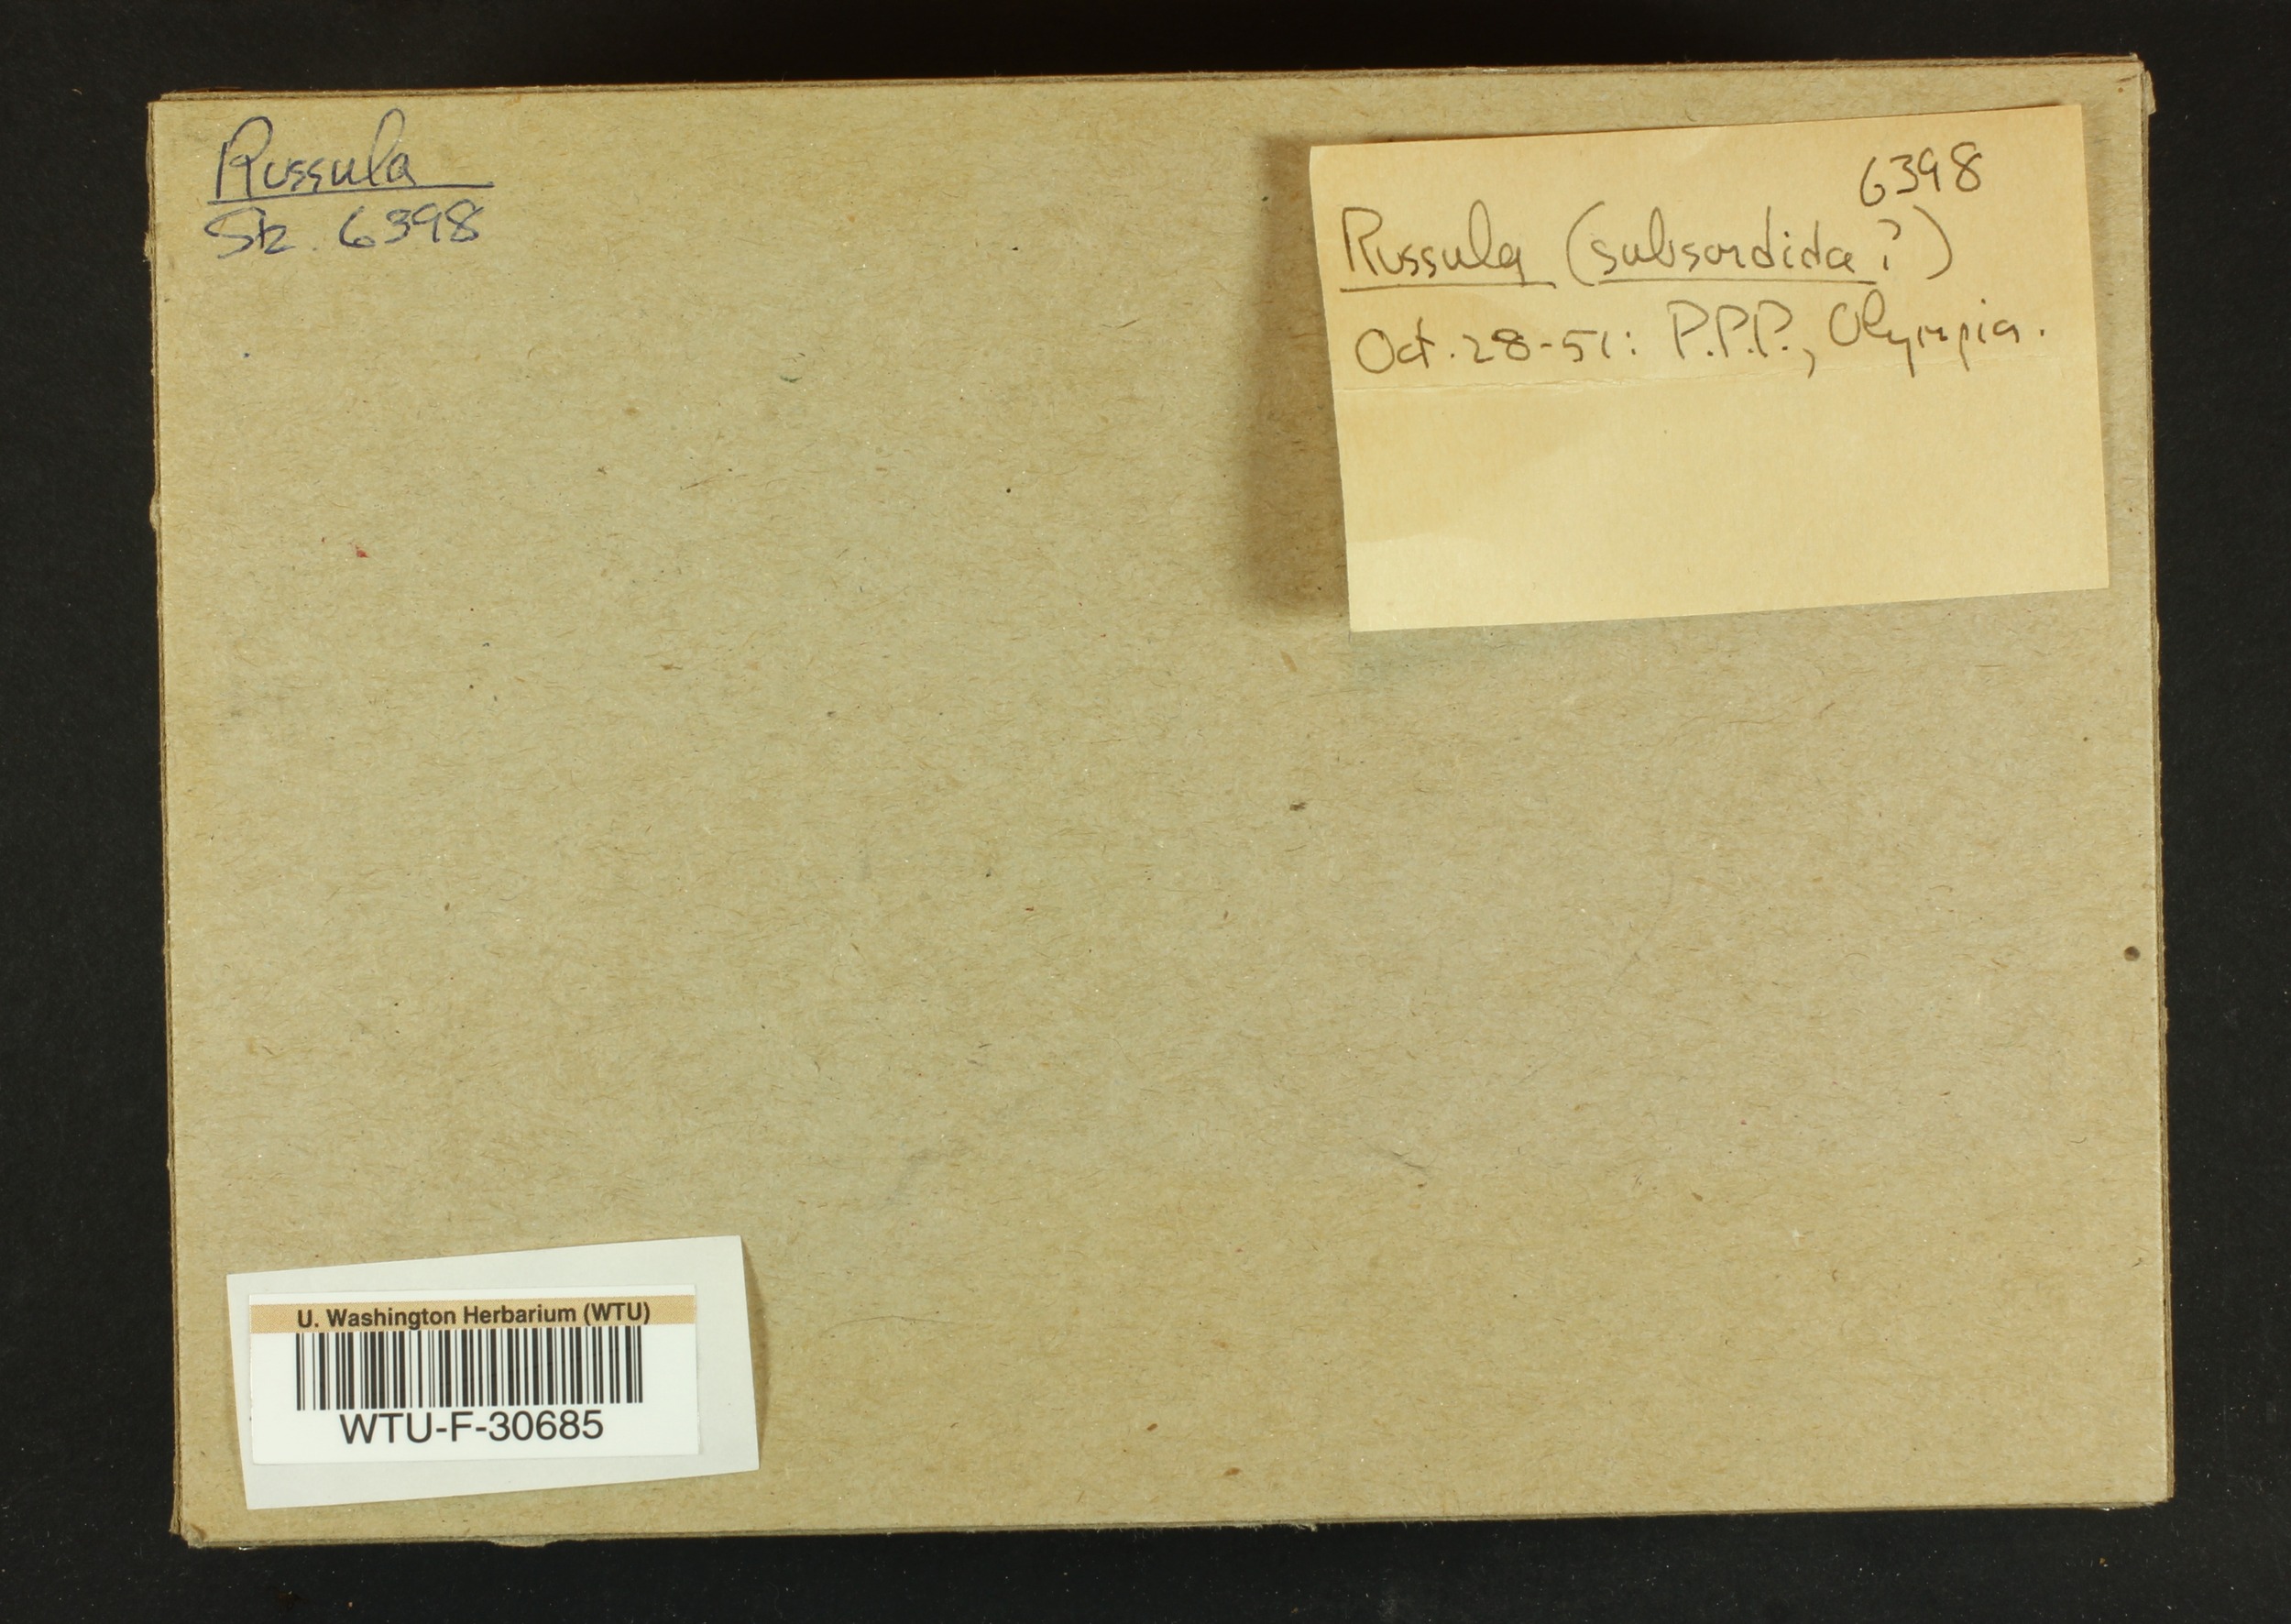 Russula
Stz. 6398
6398
Russula (subsordida?)
Oct. 28-51: P.P.P., Olympia.
U. Washington Herbarium (WTU)
WTU-F-30685